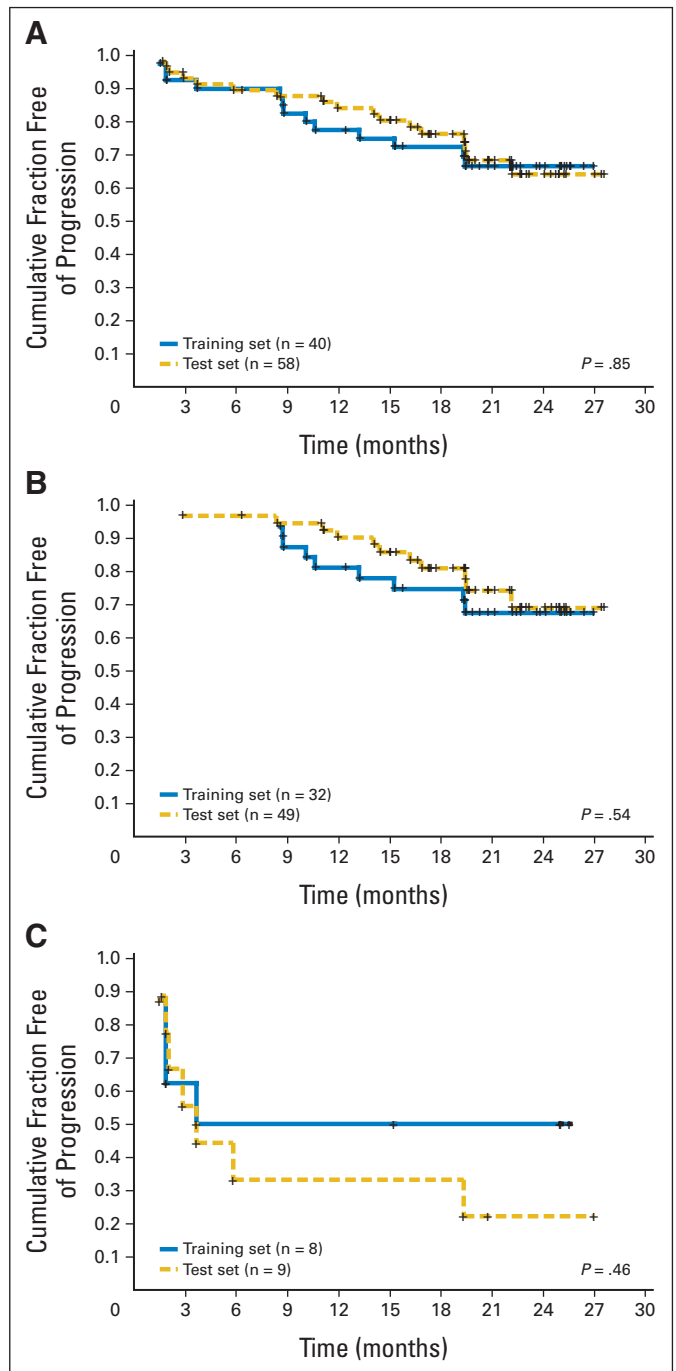 A
Cumulative Fraction Free
of Progression
1.0
0.9
0.8
0.7
0.6
0.5
0.4
0.3
0.2
0.1
Training set (n = 40)
Test set (n = 58)
P = .85
0 3 6 9 12 15 18 21 24 27 30
Time (months)
B
Cumulative Fraction Free
of Progression
1.0
0.9
0.8
0.7
0.6
0.5
0.4
0.3
0.2
0.1
Training set (n = 32)
Test set (n = 49)
P = .54
0 3 6 9 12 15 18 21 24 27 30
Time (months)
C
Cumulative Fraction Free
of Progression
1.0
0.9
0.8
0.7
0.6
0.5
0.4
0.3
0.2
0.1
Training set (n = 8)
Test set (n = 9)
P = .46
0 3 6 9 12 15 18 21 24 27 30
Time (months)